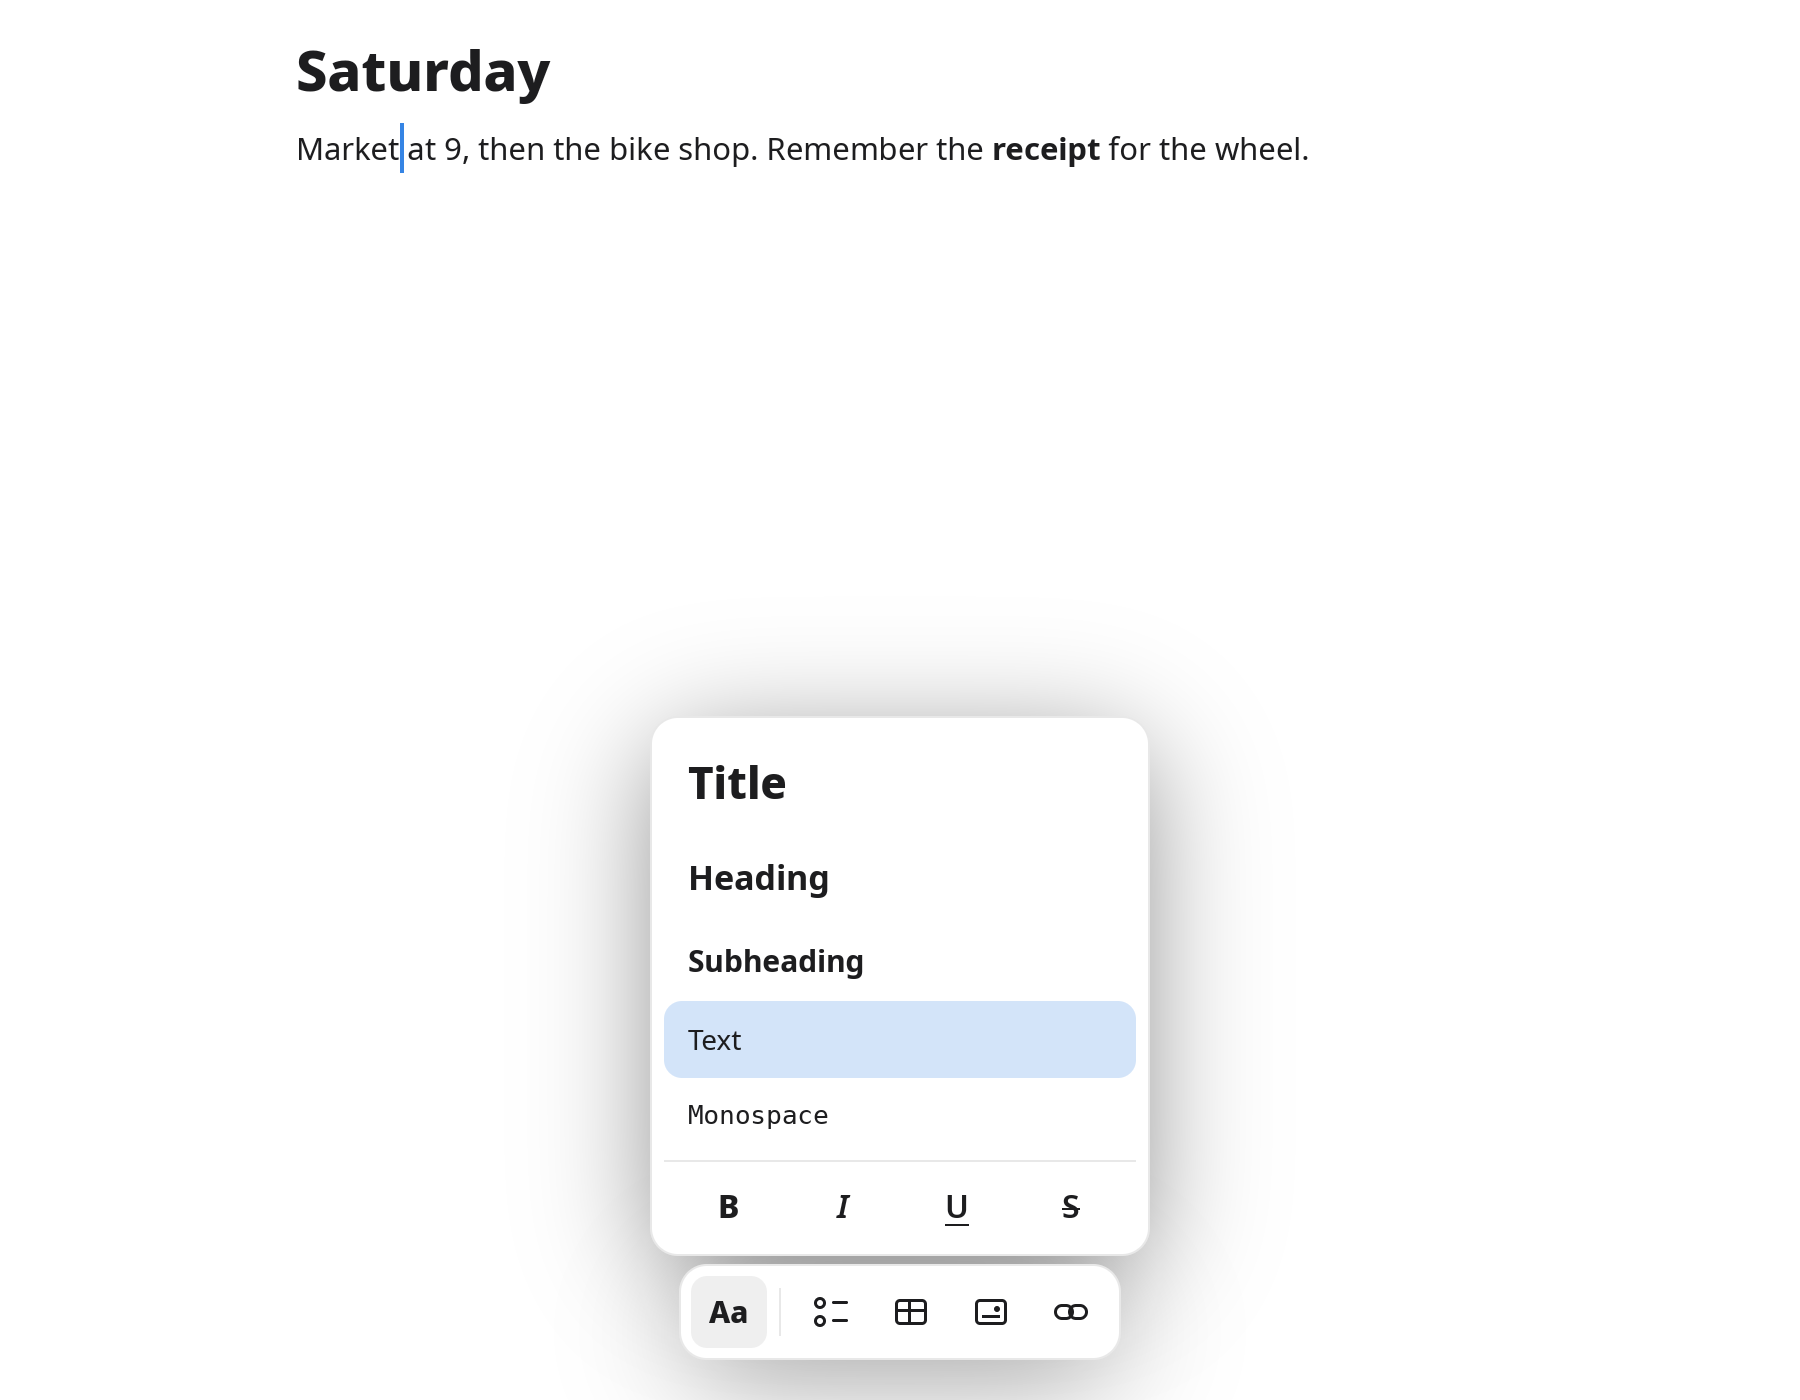 Saturday
Market at 9, then the bike shop. Remember the receipt for the wheel.
Title
Heading
Subheading
Text
Monospace
B I U S
Aa